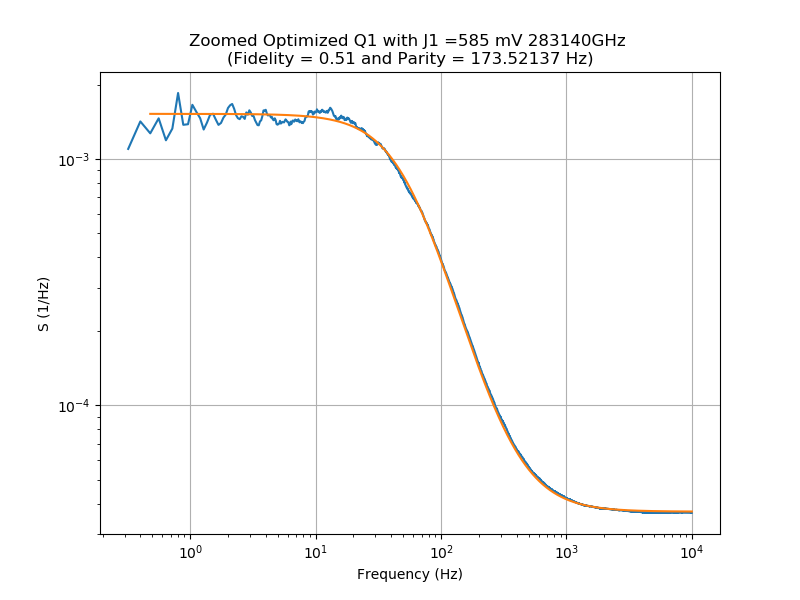 Zoomed Optimized Q1 with J1 =585 mV 283140GHz
(Fidelity = 0.51 and Parity = 173.52137 Hz)
S (1/Hz)
10⁻³
10⁻⁴
10⁰ 10¹ 10² 10³ 10⁴
Frequency (Hz)